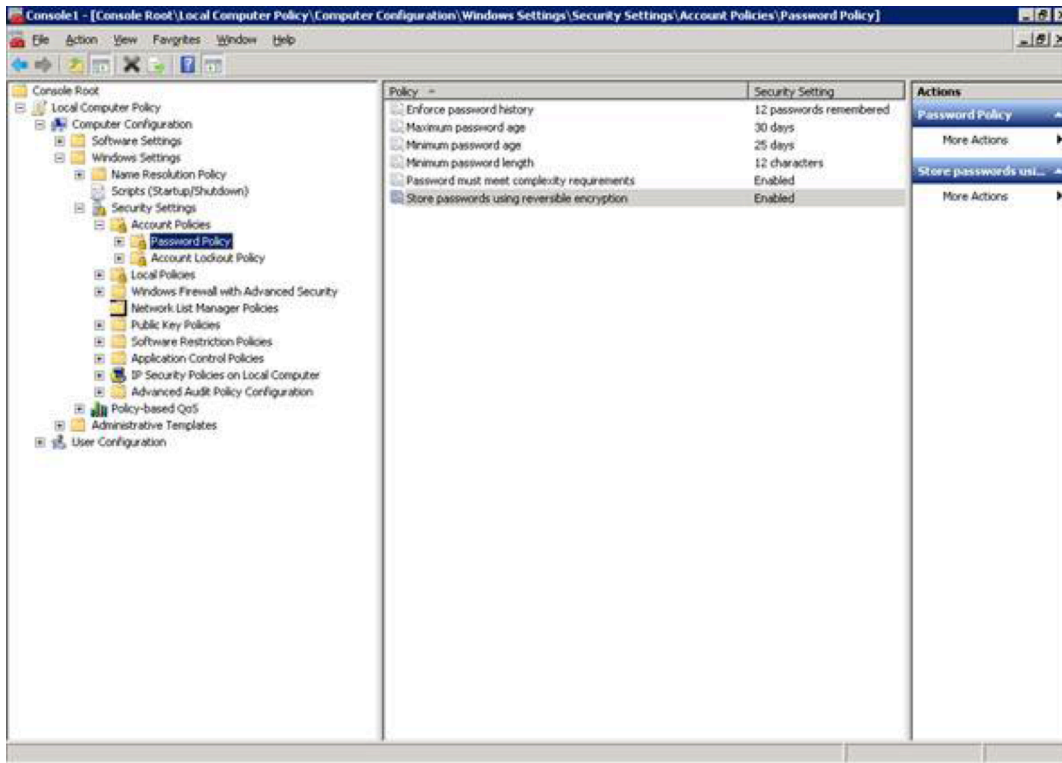 Console1 - [Console Root\Local Computer Policy\Computer Configuration\Windows Settings\Security Settings\Account Policies\Password Policy]
File Action View Favorites Window Help
Console Root
Local Computer Policy
Computer Configuration
Software Settings
Windows Settings
Name Resolution Policy
Scripts (Startup/Shutdown)
Security Settings
Account Policies
Password Policy
Account Lockout Policy
Local Policies
Windows Firewall with Advanced Security
Network List Manager Policies
Public Key Policies
Software Restriction Policies
Application Control Policies
IP Security Policies on Local Computer
Advanced Audit Policy Configuration
Policy-based QoS
Administrative Templates
User Configuration
Policy Security Setting
Enforce password history 12 passwords remembered
Maximum password age 30 days
Minimum password age 25 days
Minimum password length 12 characters
Password must meet complexity requirements Enabled
Store passwords using reversible encryption Enabled
Actions
Password Policy
More Actions
Store passwords usi...
More Actions